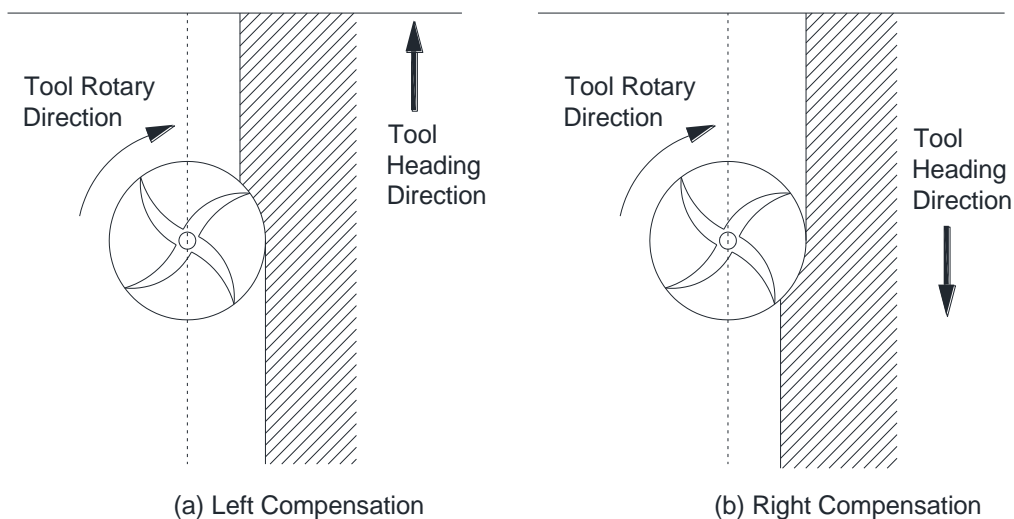 Tool Rotary
Direction
Tool
Heading
Direction
(a) Left Compensation
Tool Rotary
Direction
Tool
Heading
Direction
(b) Right Compensation